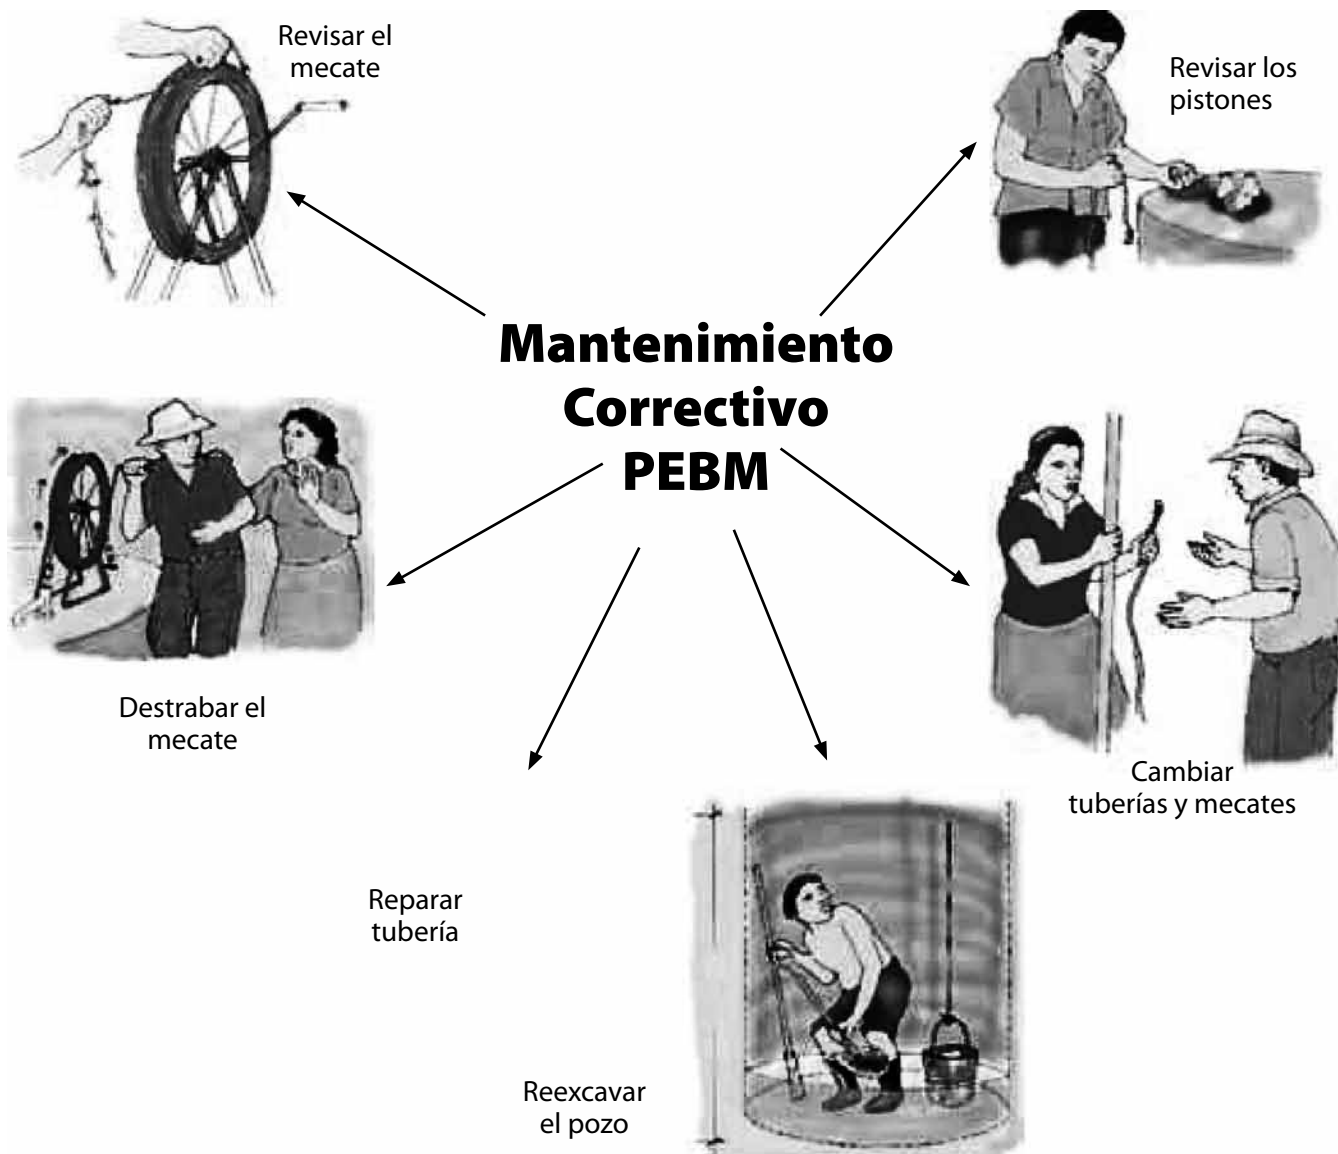 Revisar el
mecate
Revisar los
pistones
Mantenimiento
Correctivo
PEBM
Destrabar el
mecate
Cambiar
tuberías y mecates
Reparar
tubería
Reexcavar
el pozo